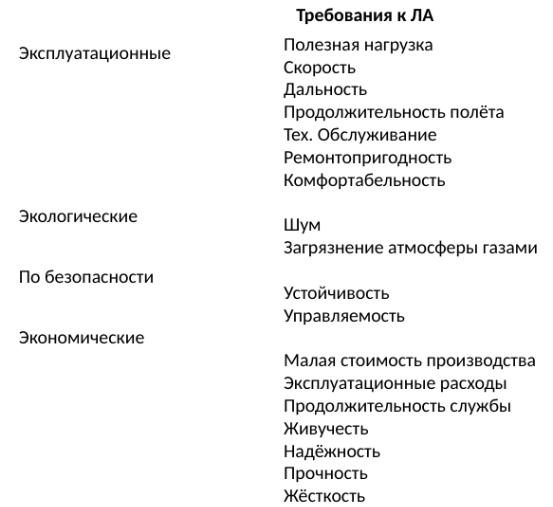 Требования к ЛА
Эксплуатационные
Полезная нагрузка
Скорость
Дальность
Продолжительность полёта
Тех. Обслуживание
Ремонтопригодность
Комфортабельность
Экологические
Шум
Загрязнение атмосферы газами
По безопасности
Устойчивость
Управляемость
Экономические
Малая стоимость производства
Эксплуатационные расходы
Продолжительность службы
Живучесть
Надёжность
Прочность
Жёсткость